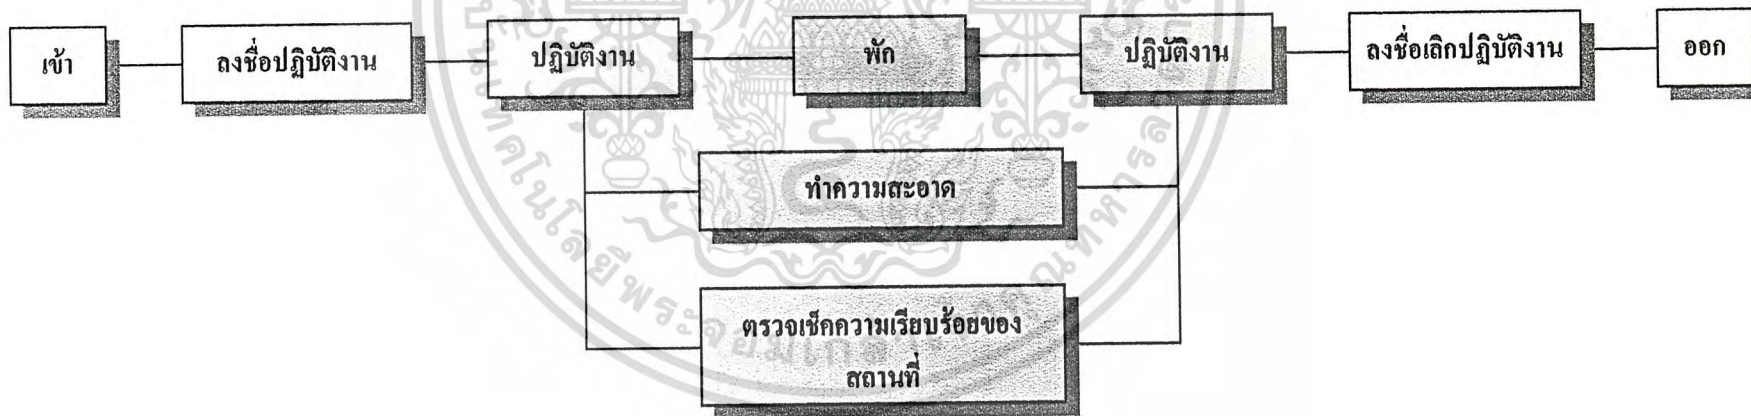 เข้า
ลงชื่อปฏิบัติงาน
ปฏิบัติงาน
พัก
ปฏิบัติงาน
ลงชื่อเลิกปฏิบัติงาน
ออก
ทำความสะอาด
ตรวจเช็คความเรียบร้อยของ
สถานที่